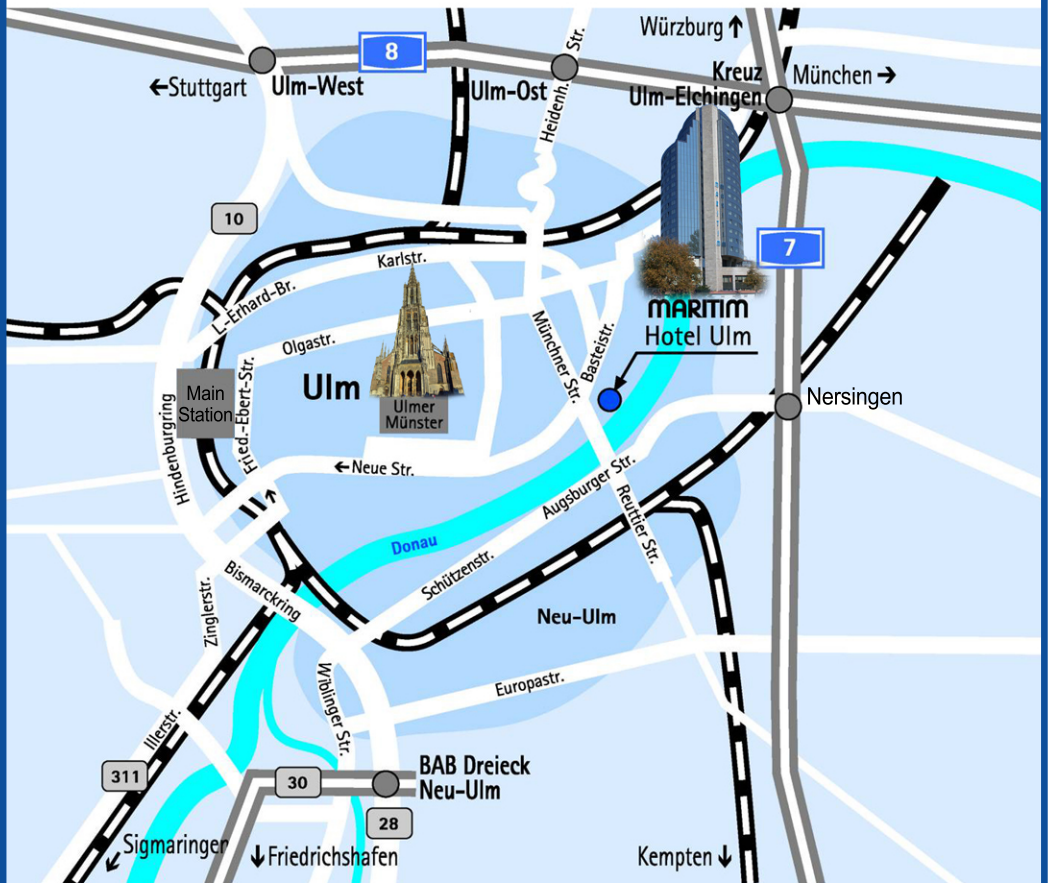 Würzburg ↑
8
Heidenh. Str.
←Stuttgart
Ulm-West
Ulm-Ost
Kreuz
Ulm-Elchingen
München →
10
7
Karlstr.
L.-Erhard-Br.
MARITIM
Hotel Ulm
Olgastr.
Münchner Str.
Basteistr.
Ulm
Main
Station
Fried.-Ebert-Str.
Ulmer
Münster
Nersingen
Hindenburgring
←Neue Str.
Augsburger Str.
Reuttier Str.
Donau
Schützenstr.
Bismarckring
Zinglerstr.
Neu-Ulm
Wiblinger Str.
Europastr.
Illerstr.
311
30
BAB Dreieck
Neu-Ulm
28
Sigmaringen
↓Friedrichshafen
Kempten ↓